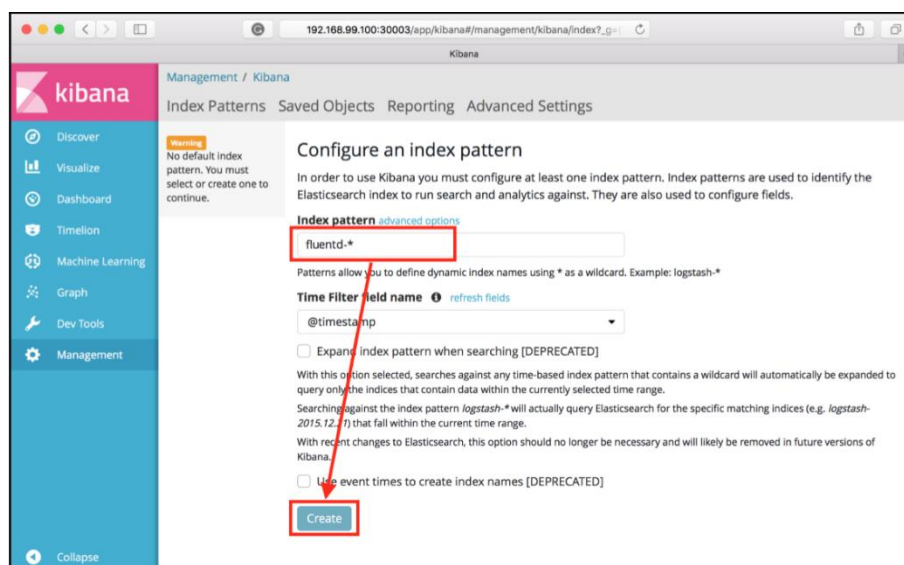 192.168.99.100:30003/app/kibana#/management/kibana/index?_g=(
Kibana
kibana
Discover
Visualize
Dashboard
Timelion
Machine Learning
Graph
Dev Tools
Management
Collapse
Management / Kibana
Index Patterns Saved Objects Reporting Advanced Settings
Warning
No default index
pattern. You must
select or create one to
continue.
Configure an index pattern
In order to use Kibana you must configure at least one index pattern. Index patterns are used to identify the
Elasticsearch index to run search and analytics against. They are also used to configure fields.
Index pattern advanced options
fluentd-*
Patterns allow you to define dynamic index names using * as a wildcard. Example: logstash-*
Time Filter field name refresh fields
@timestamp
Expand index pattern when searching [DEPRECATED]
With this option selected, searches against any time-based index pattern that contains a wildcard will automatically be expanded to
query only the indices that contain data within the currently selected time range.
Searching against the index pattern logstash-* will actually query Elasticsearch for the specific matching indices (e.g. logstash-
2015.12.21) that fall within the current time range.
With recent changes to Elasticsearch, this option should no longer be necessary and will likely be removed in future versions of
Kibana.
Use event times to create index names [DEPRECATED]
Create